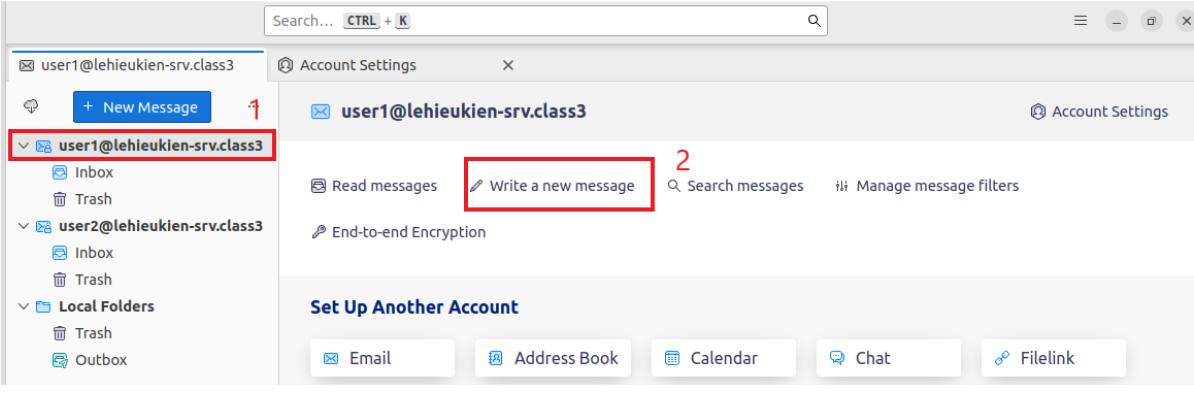 Search... CTRL + K
user1@lehieukien-srv.class3
Account Settings
+ New Message
1
user1@lehieukien-srv.class3
Inbox
Trash
user2@lehieukien-srv.class3
Inbox
Trash
Local Folders
Trash
Outbox
user1@lehieukien-srv.class3
Account Settings
2
Read messages
Write a new message
Search messages
Manage message filters
End-to-end Encryption
Set Up Another Account
Email
Address Book
Calendar
Chat
Filelink